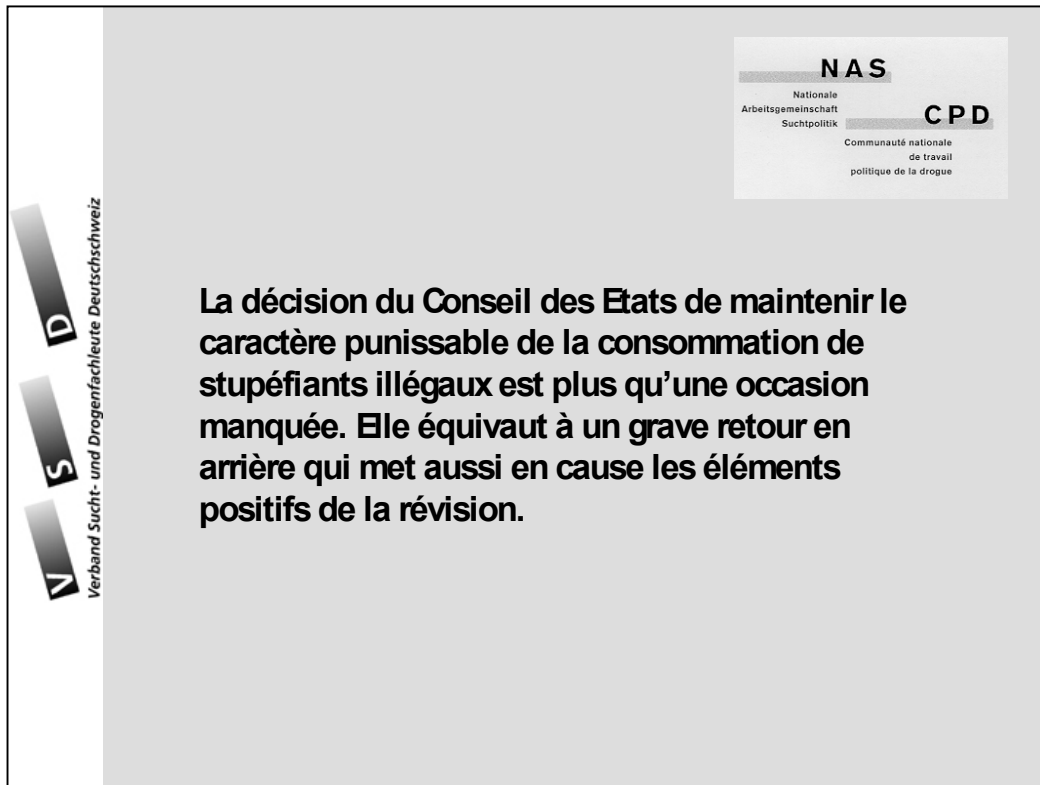 NAS
Nationale
Arbeitsgemeinschaft
Suchtpolitik
CPD
Communauté nationale
de travail
politique de la drogue
V S D
Verband Sucht- und Drogenfachleute Deutschschweiz
La décision du Conseil des Etats de maintenir le
caractère punissable de la consommation de
stupéfiants illégaux est plus qu’une occasion
manquée. Elle équivaut à un grave retour en
arrière qui met aussi en cause les éléments
positifs de la révision.